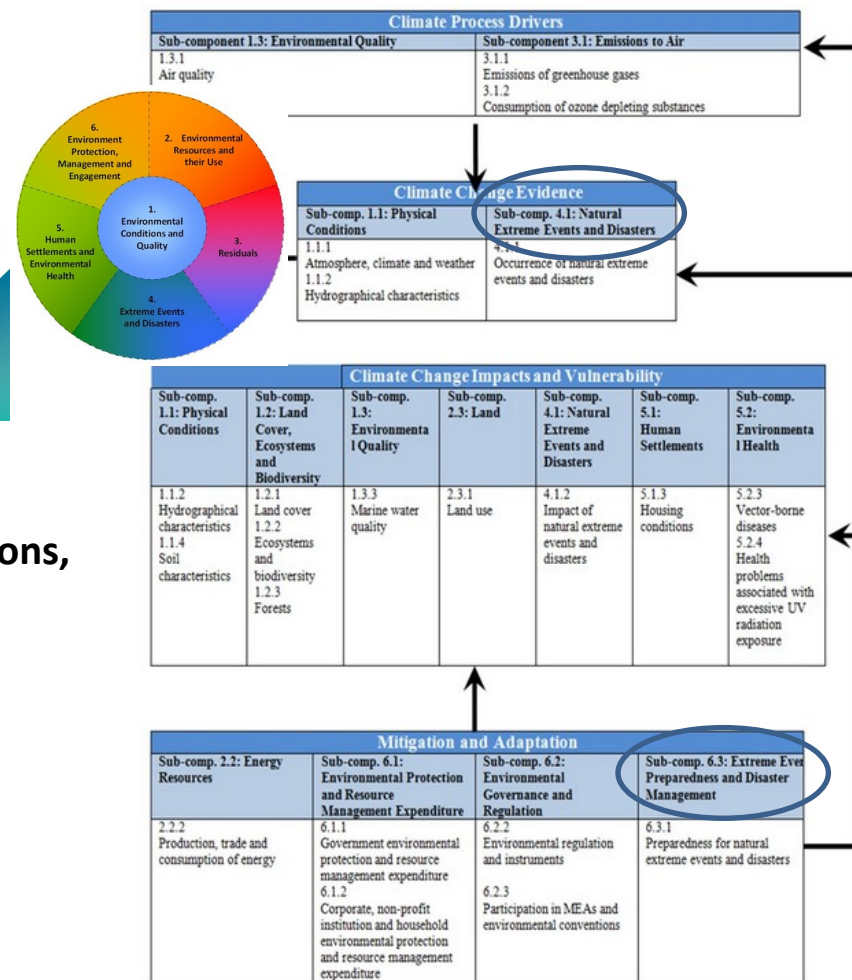 Climate Process Drivers
Sub-component 1.3: Environmental Quality
1.3.1
Air quality
Sub-component 3.1: Emissions to Air
3.1.1
Emissions of greenhouse gases
3.1.2
Consumption of ozone depleting substances
6.
Environment
Protection,
Management and
Engagement
2. Environmental
Resources and
their Use
1.
Environmental
Conditions and
Quality
5.
Human
Settlements and
Environmental
Health
3.
Residuals
4.
Extreme Events
and Disasters
Climate Change Evidence
Sub-comp. 1.1: Physical
Conditions
1.1.1
Atmosphere, climate and weather
1.1.2
Hydrographical characteristics
Sub-comp. 4.1: Natural
Extreme Events and Disasters
4.1.1
Occurrence of natural extreme
events and disasters
ons,
Climate Change Impacts and Vulnerability
Sub-comp.
1.1: Physical
Conditions
1.1.2
Hydrographical
characteristics
1.1.4
Soil
characteristics
Sub-comp.
1.2: Land
Cover,
Ecosystems
and
Biodiversity
1.2.1
Land cover
1.2.2
Ecosystems
and
biodiversity
1.2.3
Forests
Sub-comp.
1.3:
Environmenta
l Quality
1.3.3
Marine water
quality
Sub-comp.
2.3: Land
2.3.1
Land use
Sub-comp.
4.1: Natural
Extreme
Events and
Disasters
4.1.2
Impact of
natural extreme
events and
disasters
Sub-comp.
5.1:
Human
Settlements
5.1.3
Housing
conditions
Sub-comp.
5.2:
Environmenta
l Health
5.2.3
Vector-borne
diseases
5.2.4
Health
problems
associated with
excessive UV
radiation
exposure
Mitigation and Adaptation
Sub-comp. 2.2: Energy
Resources
2.2.2
Production, trade and
consumption of energy
Sub-comp. 6.1:
Environmental Protection
and Resource
Management Expenditure
6.1.1
Government environmental
protection and resource
management expenditure
6.1.2
Corporate, non-profit
institution and household
environmental protection
and resource management
expenditure
Sub-comp. 6.2:
Environmental
Governance and
Regulation
6.2.2
Environmental regulation
and instruments
6.2.3
Participation in MEAs and
environmental conventions
Sub-comp. 6.3: Extreme Ever
Preparedness and Disaster
Management
6.3.1
Preparedness for natural
extreme events and disasters